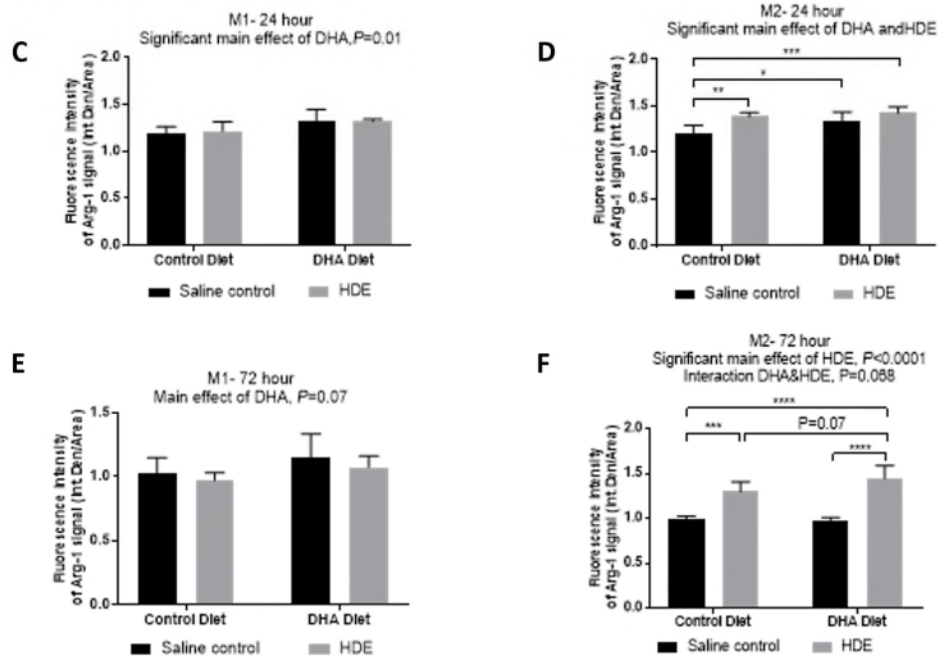 C
M1- 24 hour
Significant main effect of DHA,P=0.01
Fluorescence Intensity
of Arg-1 signal (Int.Den/Area)
2.0
1.5
1.0
0.5
0.0
Control Diet
DHA Diet
Saline control
HDE
D
M2- 24 hour
Significant main effect of DHA andHDE
***
*
**
Fluorescence Intensity
of Arg-1 signal (Int.Den/Area)
2.0
1.5
1.0
0.5
0.0
Control Diet
DHA Diet
Saline control
HDE
E
M1- 72 hour
Main effect of DHA, P=0.07
Fluorescence Intensity
of Arg-1 signal (Int.Den/Area)
1.5
1.0
0.5
0.0
Control Diet
DHA Diet
Saline control
HDE
F
M2- 72 hour
Significant main effect of HDE, P<0.0001
Interaction DHA&HDE, P=0.068
****
P=0.07
***
****
Fluorescence Intensity
of Arg-1 signal (Int.Den/Area)
2.0
1.5
1.0
0.5
0.0
Control Diet
DHA Diet
Saline control
HDE